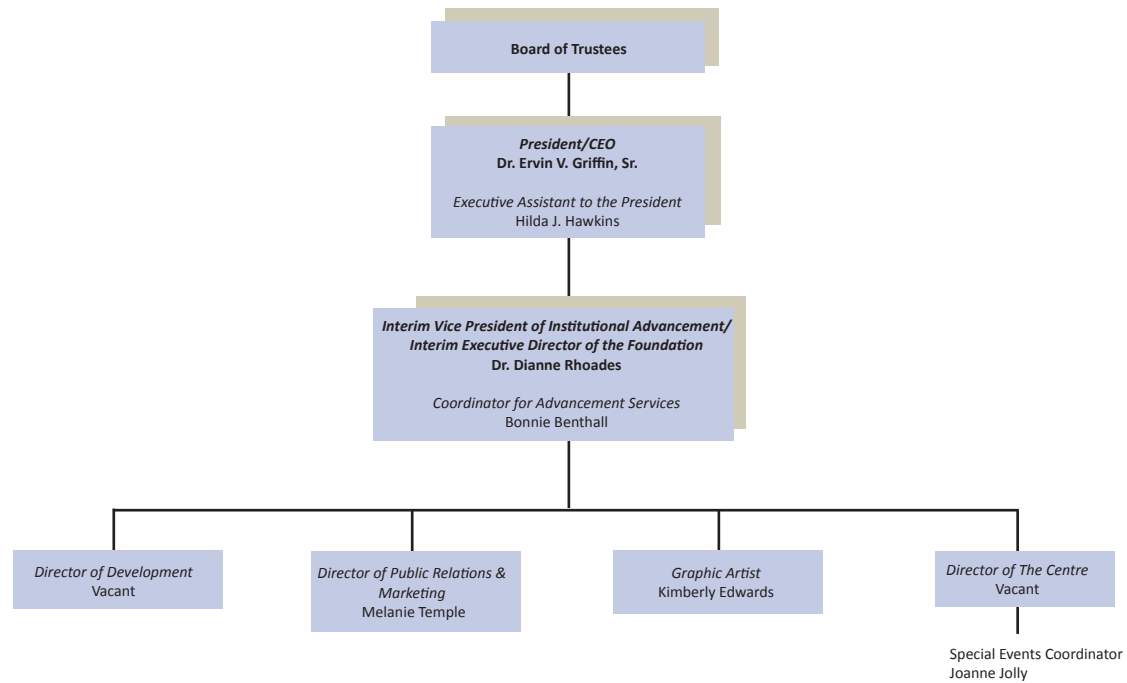 Board of Trustees
President/CEO
Dr. Ervin V. Griffin, Sr.
Executive Assistant to the President
Hilda J. Hawkins
Interim Vice President of Institutional Advancement/
Interim Executive Director of the Foundation
Dr. Dianne Rhoades
Coordinator for Advancement Services
Bonnie Benthall
Director of Development
Vacant
Director of Public Relations &
Marketing
Melanie Temple
Graphic Artist
Kimberly Edwards
Director of The Centre
Vacant
Special Events Coordinator
Joanne Jolly